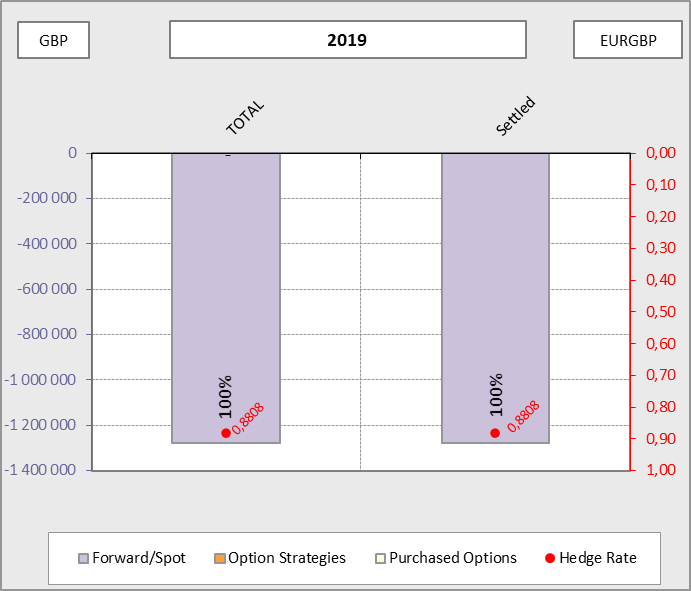 GBP
2019
EURGBP
TOTAL
Settled
0
-200 000
-400 000
-600 000
-800 000
-1 000 000
-1 200 000
-1 400 000
100%
0,8808
100%
0,8808
0,00
0,10
0,20
0,30
0,40
0,50
0,60
0,70
0,80
0,90
1,00
Forward/Spot Option Strategies Purchased Options Hedge Rate